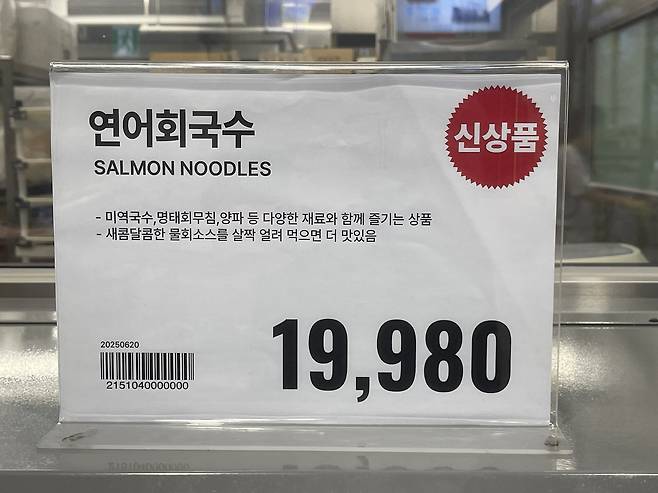 연어회국수
신상품
SALMON NOODLES
- 미역국수,명태회무침,양파 등 다양한 재료와 함께 즐기는 상품
- 새콤달콤한 물회소스를 살짝 얼려 먹으면 더 맛있음
20250620
2151040000000
19,980